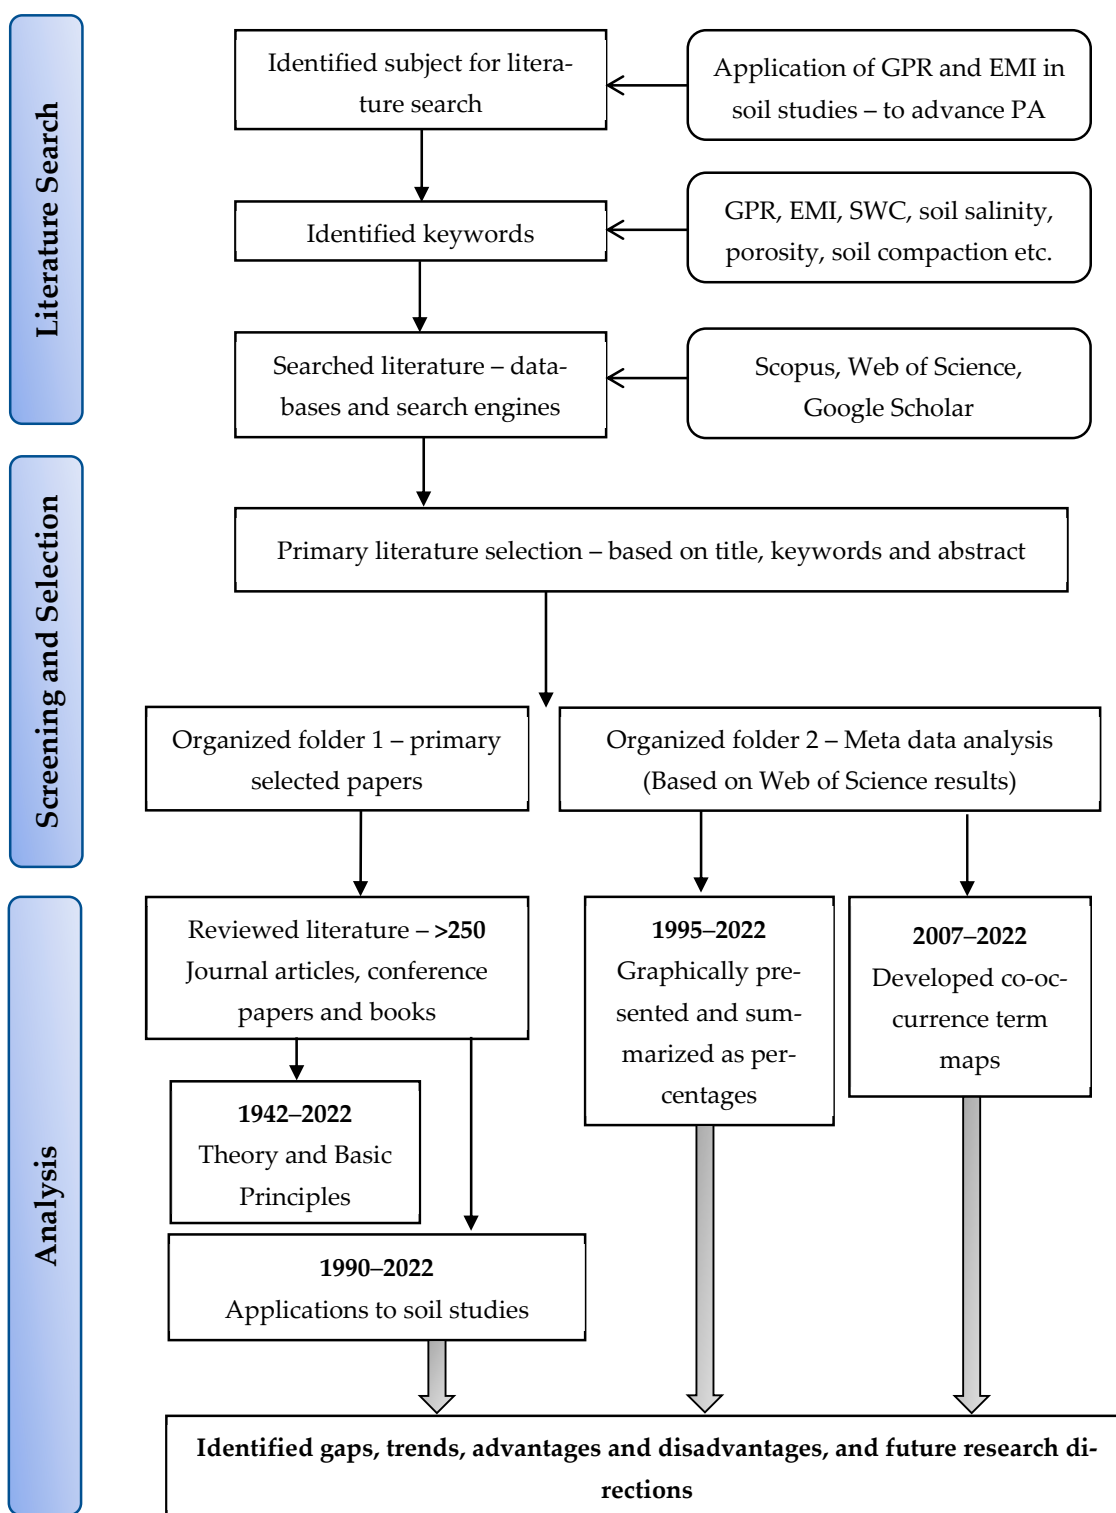 Literature Search
Identified subject for litera-
ture search
Application of GPR and EMI in
soil studies – to advance PA
Identified keywords
GPR, EMI, SWC, soil salinity,
porosity, soil compaction etc.
Searched literature – data-
bases and search engines
Scopus, Web of Science,
Google Scholar
Screening and Selection
Primary literature selection – based on title, keywords and abstract
Organized folder 1 – primary
selected papers
Organized folder 2 – Meta data analysis
(Based on Web of Science results)
Analysis
Reviewed literature – >250
Journal articles, conference
papers and books
1942–2022
Theory and Basic
Principles
1990–2022
Applications to soil studies
1995–2022
Graphically pre-
sented and sum-
marized as per-
centages
2007–2022
Developed co-oc-
currence term
maps
Identified gaps, trends, advantages and disadvantages, and future research di-
rections